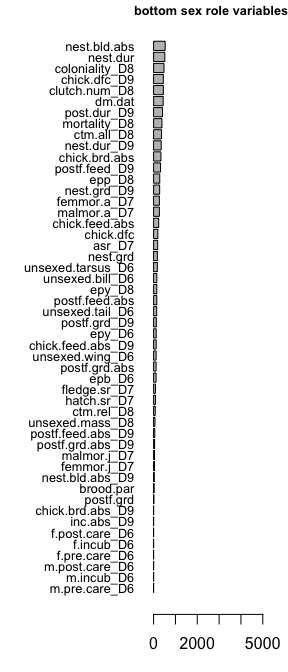 bottom sex role variables
nest.bld.abs
nest.dur
coloniality_D8
chick.dfc_D9
clutch.num_D8
dm.dat
post.dur_D9
mortality_D8
ctm.all_D8
nest.dur_D9
chick.brd.abs
postf.feed_D9
epp_D8
nest.grd_D9
femmor.a_D7
malmor.a_D7
chick.feed.abs
chick.dfc
asr_D7
nest.grd
unsexed.tarsus_D6
unsexed.bill_D6
epy_D8
postf.feed.abs
unsexed.tail_D6
postf.grd_D9
epy_D6
chick.feed.abs_D9
unsexed.wing_D6
postf.grd.abs
epb_D6
fledge.sr_D7
hatch.sr_D7
ctm.rel_D8
unsexed.mass_D8
postf.feed.abs_D9
postf.grd.abs_D9
malmor.j_D7
femmor.j_D7
nest.bld.abs_D9
brood.par
postf.grd
chick.brd.abs_D9
inc.abs_D9
f.post.care_D6
f.incub_D6
f.pre.care_D6
m.post.care_D6
m.incub_D6
m.pre.care_D6
0 2000 5000